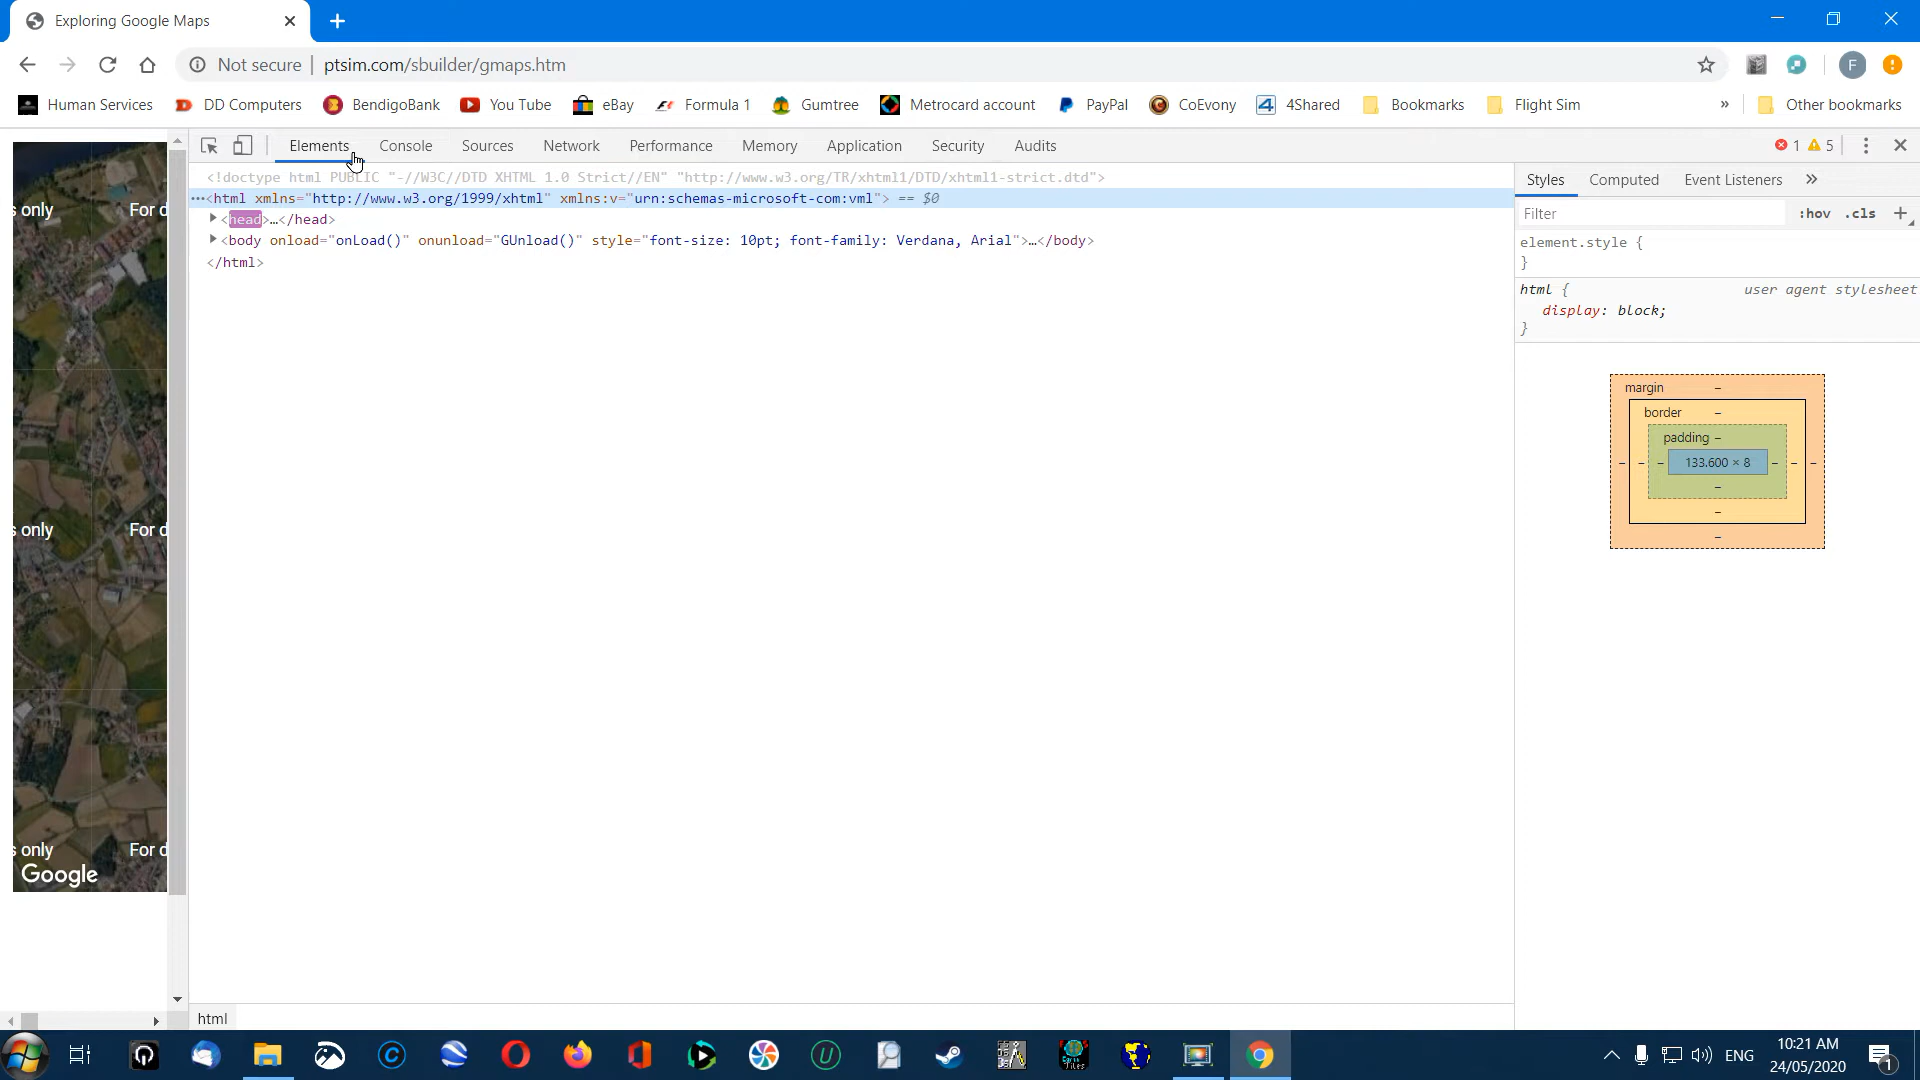 Exploring Google Maps
Not secure | ptsim.com/sbuilder/gmaps.htm
F
Human Services DD Computers BendigoBank You Tube eBay Formula 1 Gumtree Metrocard account PayPal CoEvony 4Shared Bookmarks Flight Sim » Other bookmarks
Elements Console Sources Network Performance Memory Application Security Audits 1 5
<!doctype html PUBLIC "-//W3C//DTD XHTML 1.0 Strict//EN" "http://www.w3.org/TR/xhtml1/DTD/xhtml1-strict.dtd">
…<html xmlns="http://www.w3.org/1999/xhtml" xmlns:v="urn:schemas-microsoft-com:vml"> == $0
<head>…</head>
<body onload="onLoad()" onunload="GUnload()" style="font-size: 10pt; font-family: Verdana, Arial">…</body>
</html>
html
Styles Computed Event Listeners »
Filter :hov .cls +
element.style {
}
html { user agent stylesheet
display: block;
}
margin –
border –
padding –
– – – 133.600 × 8 – – –
–
–
–
s only For d
s only For d
s only For d
Google
ENG 10:21 AM
24/05/2020
1